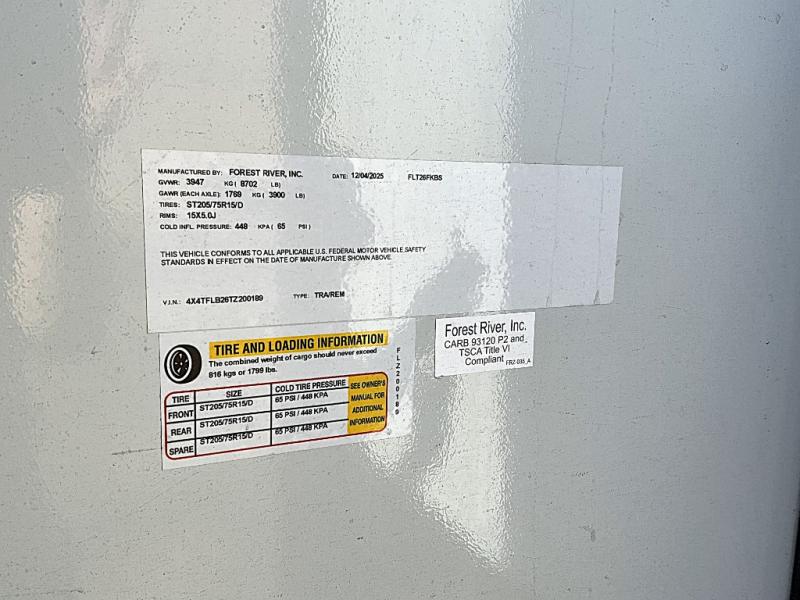 MANUFACTURED BY: FOREST RIVER, INC. DATE: 12/04/2025 FLT26FKBS
GVWR: 3947 KG ( 8702 LB)
GAWR (EACH AXLE): 1769 KG ( 3900 LB)
TIRES: ST205/75R15/D
RIMS: 15X5.0J
COLD INFL. PRESSURE: 448 KPA ( 65 PSI )
THIS VEHICLE CONFORMS TO ALL APPLICABLE U.S. FEDERAL MOTOR VEHICLE SAFETY
STANDARDS IN EFFECT ON THE DATE OF MANUFACTURE SHOWN ABOVE.
V.I.N.: 4X4TFLB26TZ200189 TYPE: TRA/REM
TIRE AND LOADING INFORMATION
The combined weight of cargo should never exceed
816 kgs or 1799 lbs.
TIRE SIZE COLD TIRE PRESSURE
FRONT ST205/75R15/D 65 PSI / 448 KPA
REAR ST205/75R15/D 65 PSI / 448 KPA
SPARE ST205/75R15/D 65 PSI / 448 KPA
SEE OWNER'S
MANUAL FOR
ADDITIONAL
INFORMATION
FLZ200189
Forest River, Inc.
CARB 93120 P2 and
TSCA Title VI
Compliant FRZ-035_A